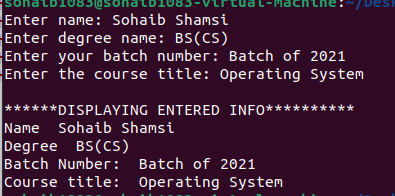 sohaib1083@sohaib1083-Virtual-Machine:~/Desk
Enter name: Sohaib Shamsi
Enter degree name: BS(CS)
Enter your batch number: Batch of 2021
Enter the course title: Operating System
******DISPLAYING ENTERED INFO**********
Name  Sohaib Shamsi
Degree  BS(CS)
Batch Number:  Batch of 2021
Course title:  Operating System